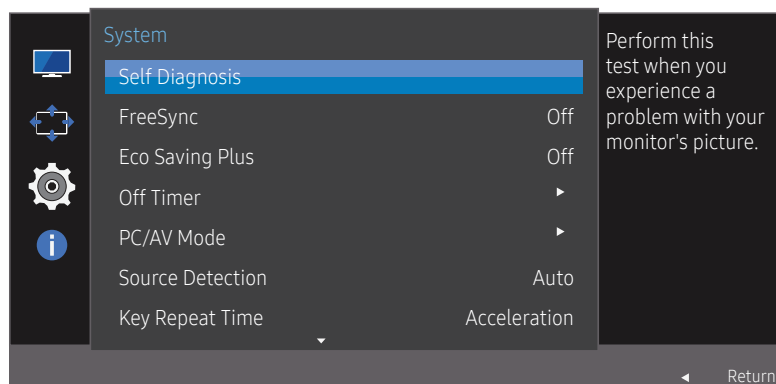 System
Self Diagnosis
FreeSync Off
Eco Saving Plus Off
Off Timer
PC/AV Mode
Source Detection Auto
Key Repeat Time Acceleration
Perform this
test when you
experience a
problem with your
monitor's picture.
Return